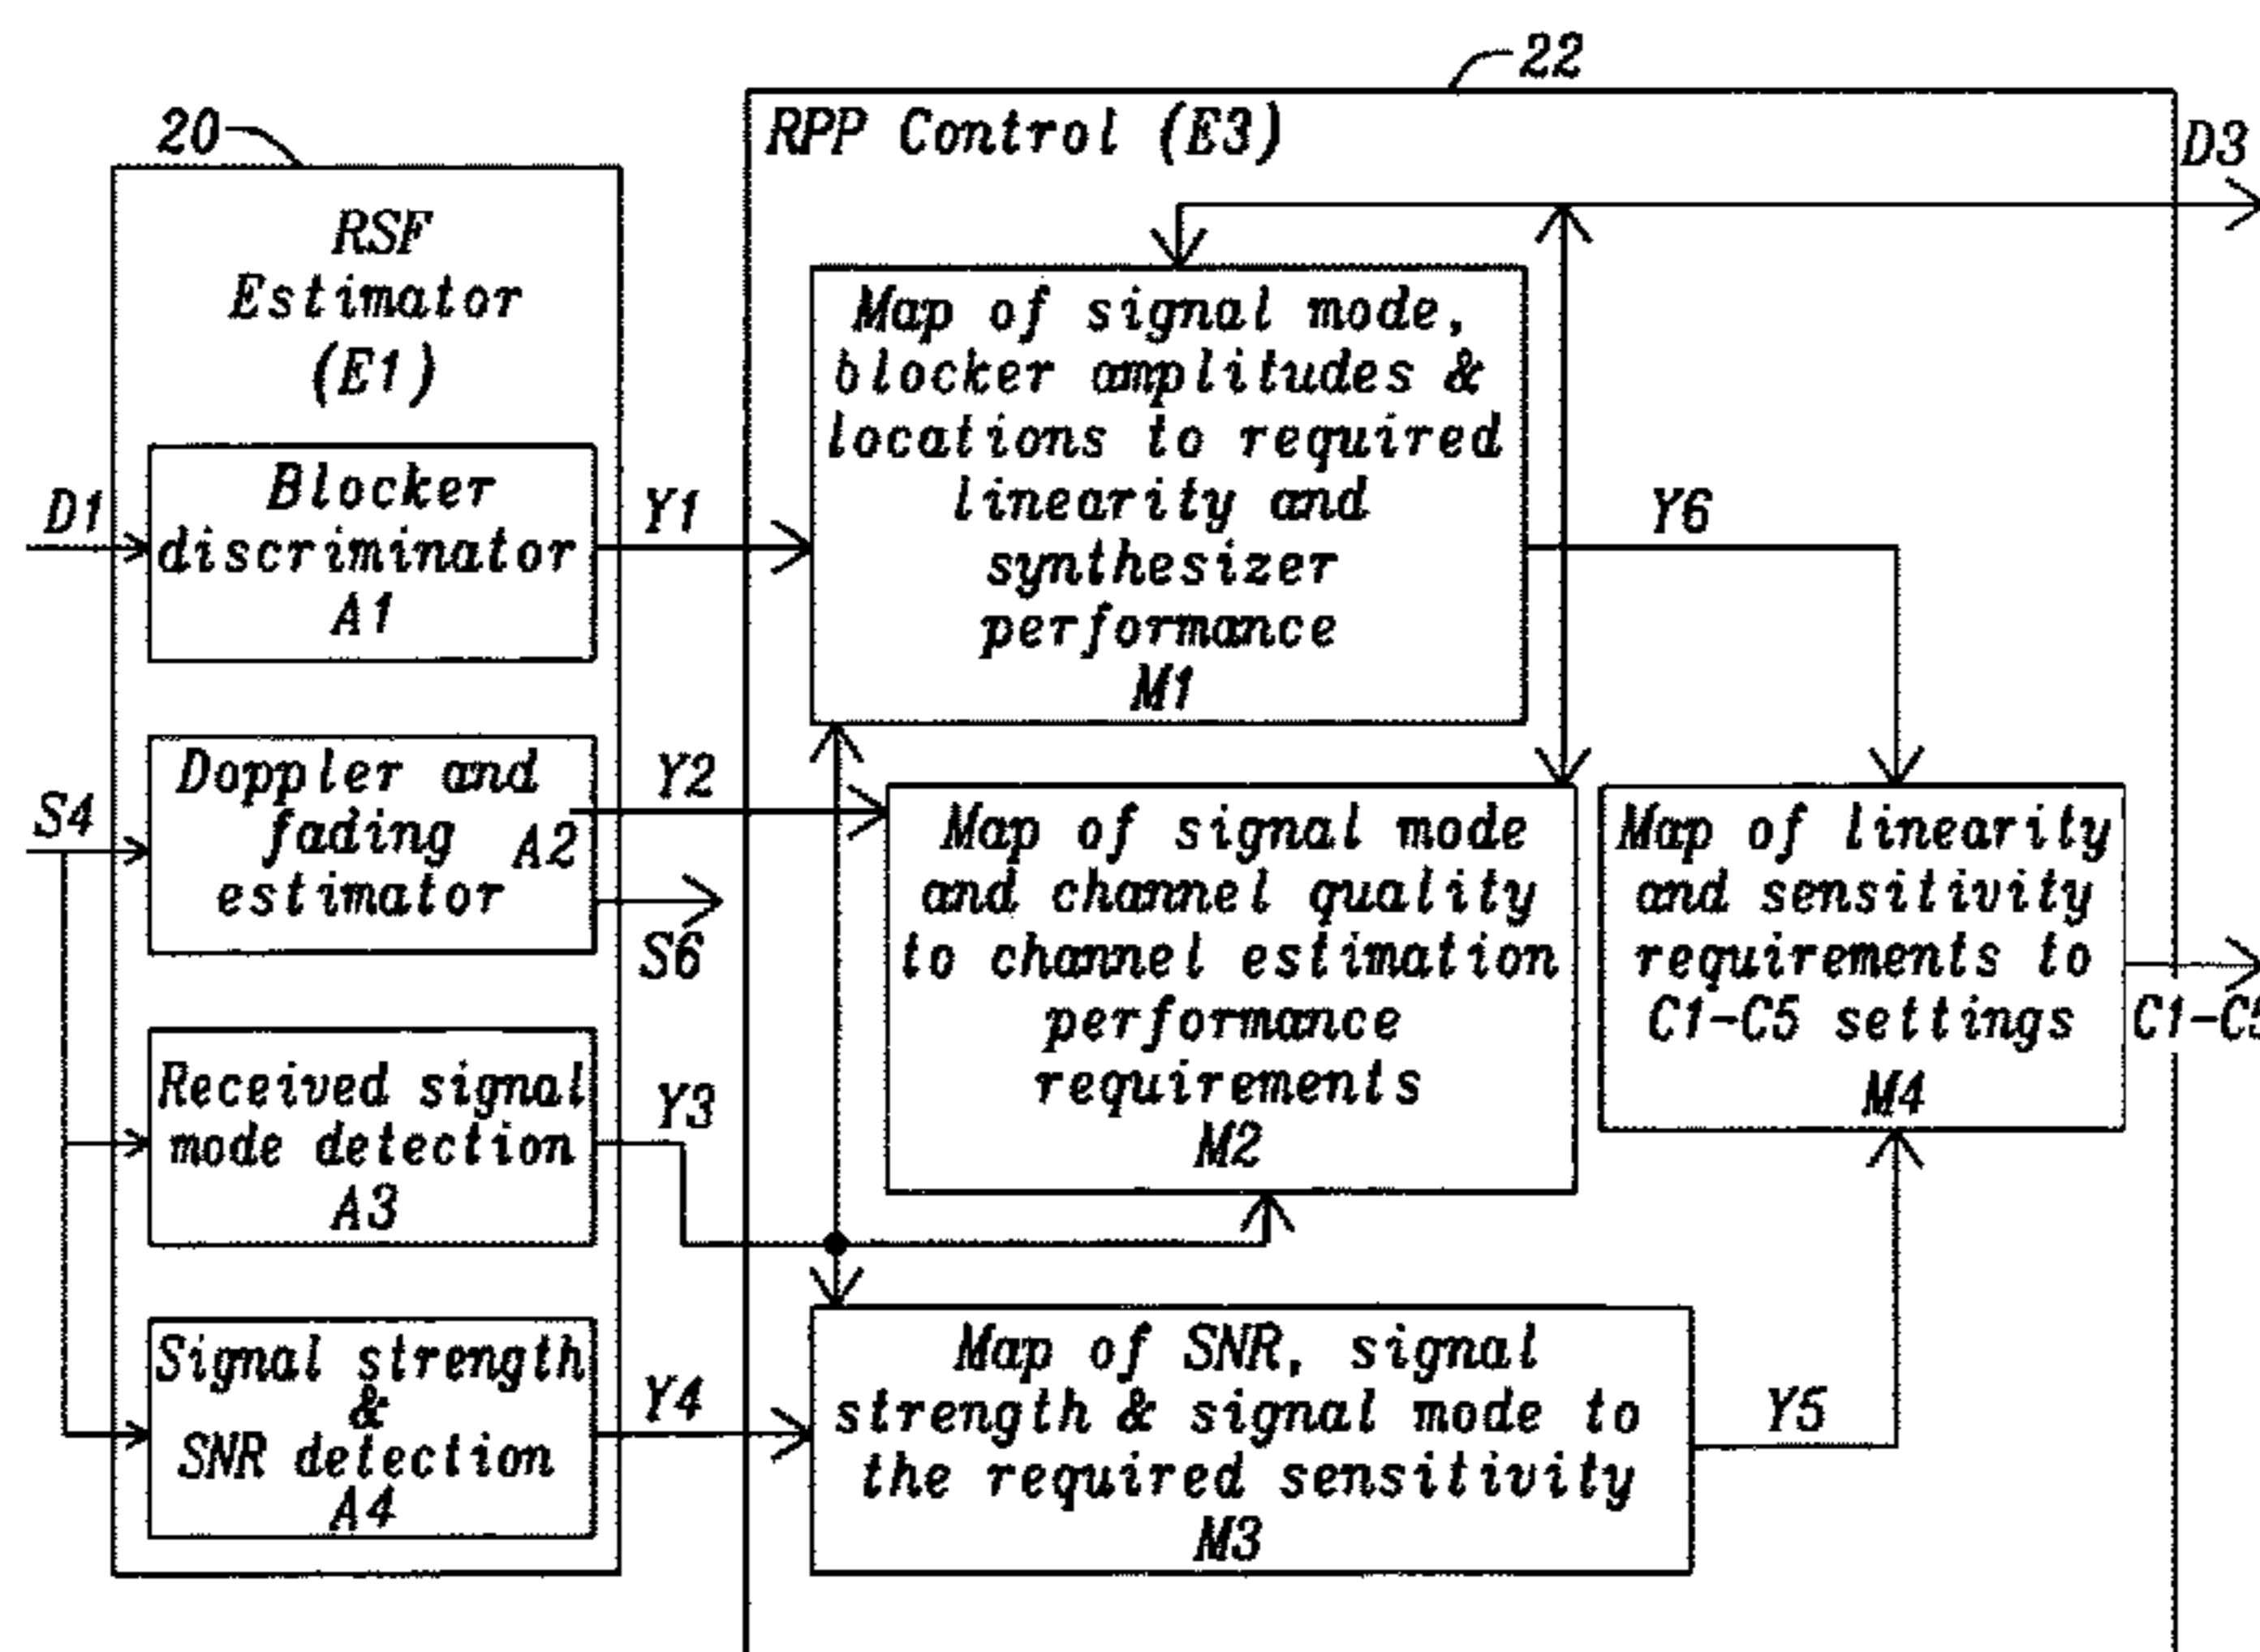 22
20
RPP Control (E3)
D3
RSF
Estimator
(E1)
D1
Blocker
discriminator
A1
Y1
Map of signal mode,
blocker amplitudes &
locations to required
linearity and
synthesizer
performance
M1
Y6
S4
Doppler and
fading A2
estimator
Y2
S6
Map of signal mode
and channel quality
to channel estimation
performance
requirements
M2
Map of linearity
and sensitivity
requirements to
C1-C5 settings
M4
C1-C5
Received signal
mode detection
A3
Y3
Signal strength
&
SNR detection
A4
Y4
Map of SNR, signal
strength & signal mode to
the required sensitivity
M3
Y5